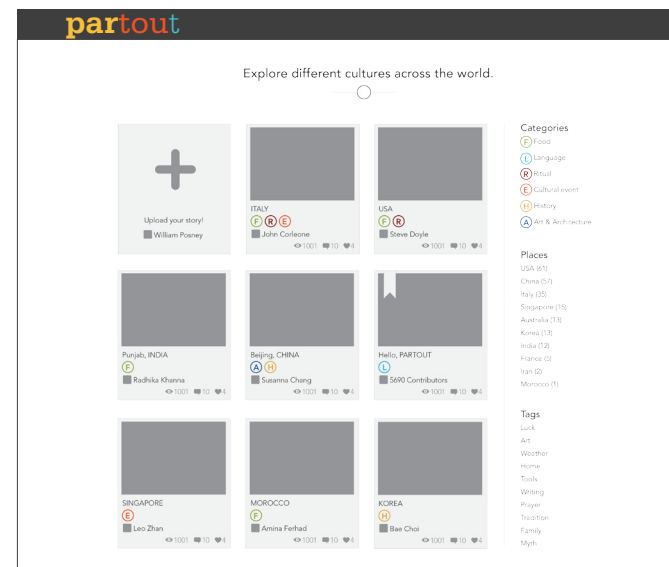 partout
Explore different cultures across the world.
Upload your story!
William Posney
ITALY
F R E
John Corleone
1001 10 4
USA
F R
Steve Doyle
1001 10 4
Punjab, INDIA
F
Radhika Khanna
1001 10 4
Beijing, CHINA
A H
Susanna Chang
1001 10 4
Hello, PARTOUT
L
5690 Contributors
1001 10 4
SINGAPORE
E
Leo Zhan
1001 10 4
MOROCCO
F
Amina Ferhad
1001 10 4
KOREA
H
Bae Choi
1001 10 4
Categories
F Food
L Language
R Ritual
E Cultural event
H History
A Art & Architecture
Places
USA (61)
China (57)
Italy (35)
Singapore (15)
Australia (13)
Korea (13)
India (12)
France (5)
Iran (2)
Morocco (1)
Tags
Luck
Art
Weather
Home
Tools
Writing
Prayer
Tradition
Family
Myth